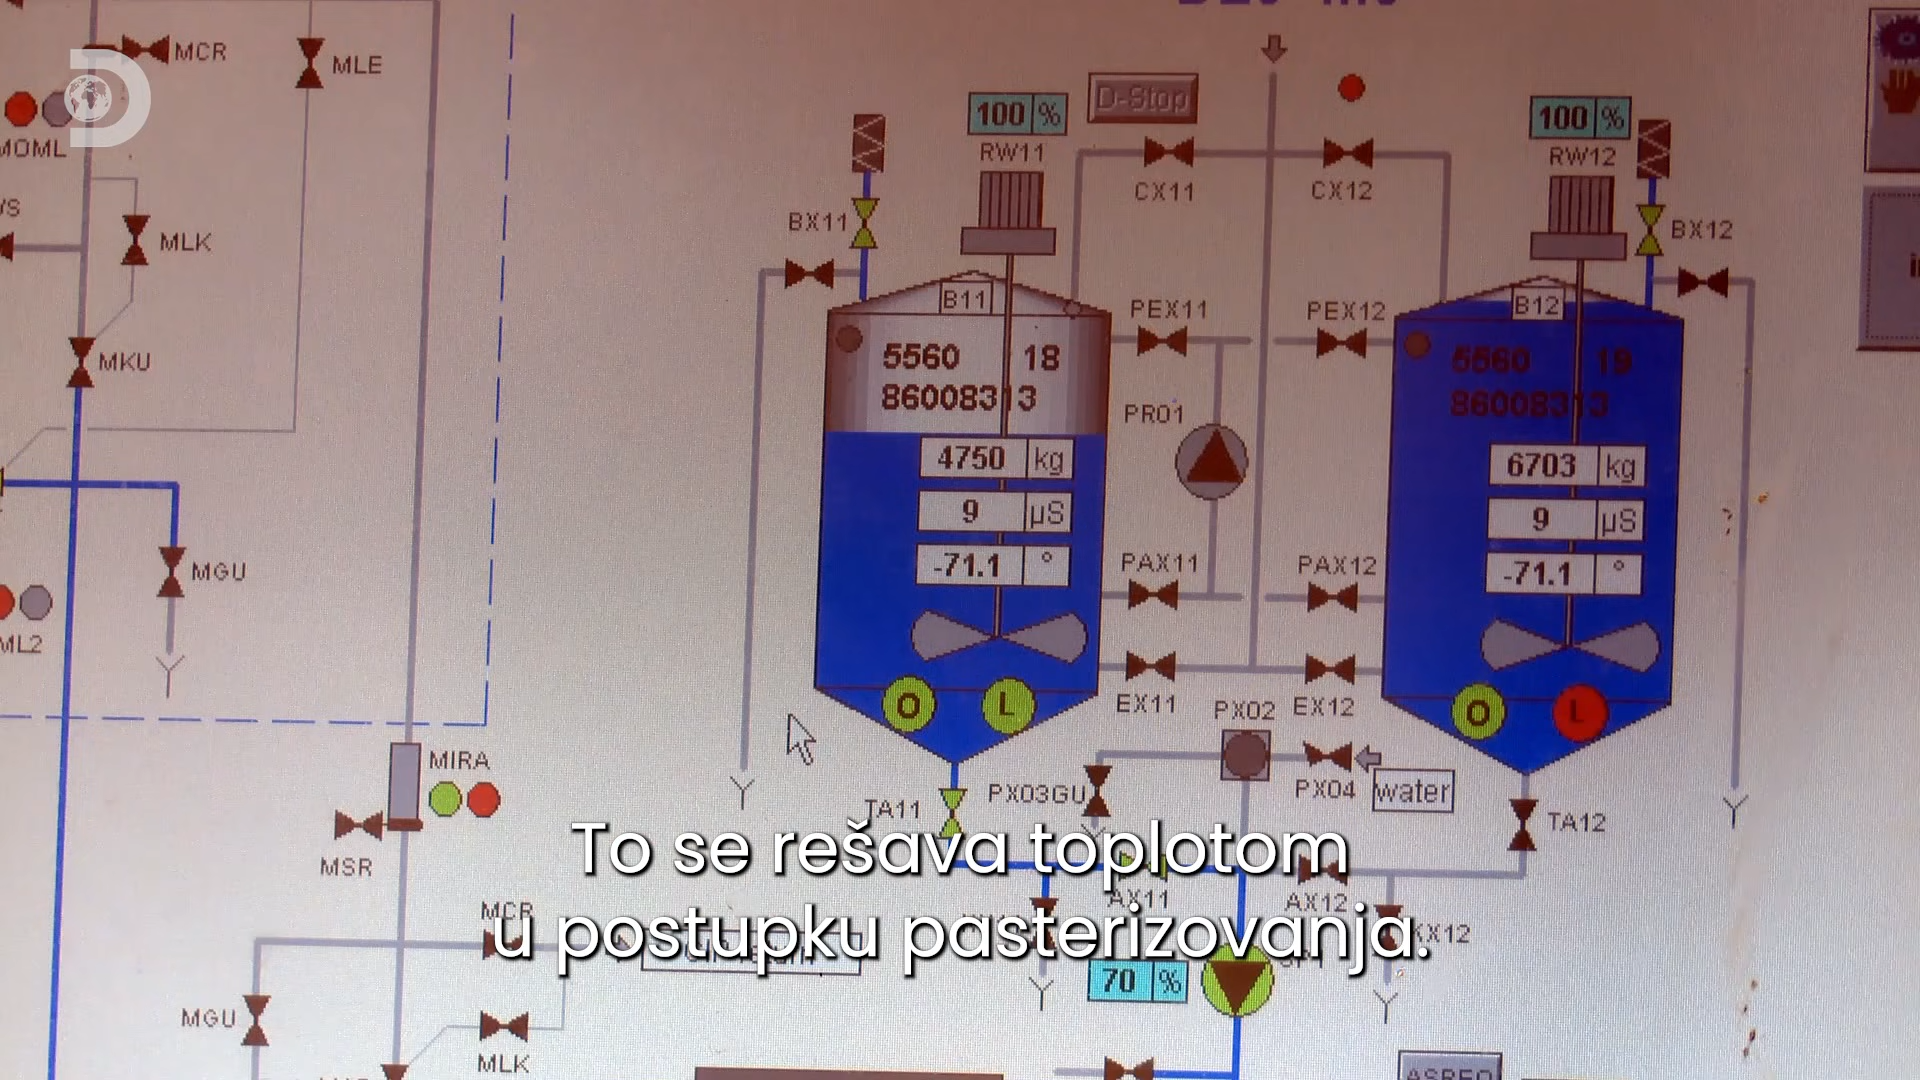 MCR
MLE
MOML
MLK
MKU
MGU
ML2
MIRA
MSR
MCR
MGU
MLK
100 %
RW11
D-Stop
100 %
RW12
BX11
CX11
CX12
BX12
B11
B12
PEX11
PEX12
5560 18
86008313
5560 19
86008313
PR01
4750 kg
9 µS
-71.1 °
6703 kg
9 µS
-71.1 °
PAX11
PAX12
O L
O L
EX11
PX02
EX12
PX03GU
PX04
water
TA11
TA12
AX11
AX12
KX12
70 %
To se rešava toplotom
u postupku pasterizovanja.